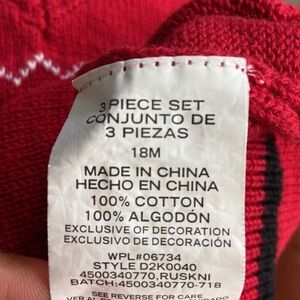 3 PIECE SET
CONJUNTO DE
3 PIEZAS
18M
MADE IN CHINA
HECHO EN CHINA
100% COTTON
100% ALGODÓN
EXCLUSIVE OF DECORATION
EXCLUSIVO DE DECORACIÓN
WPL#06734
STYLE D2K0040
4500340770,RUSKNI
BATCH:4500340770-718
SEE REVERSE FOR CARE